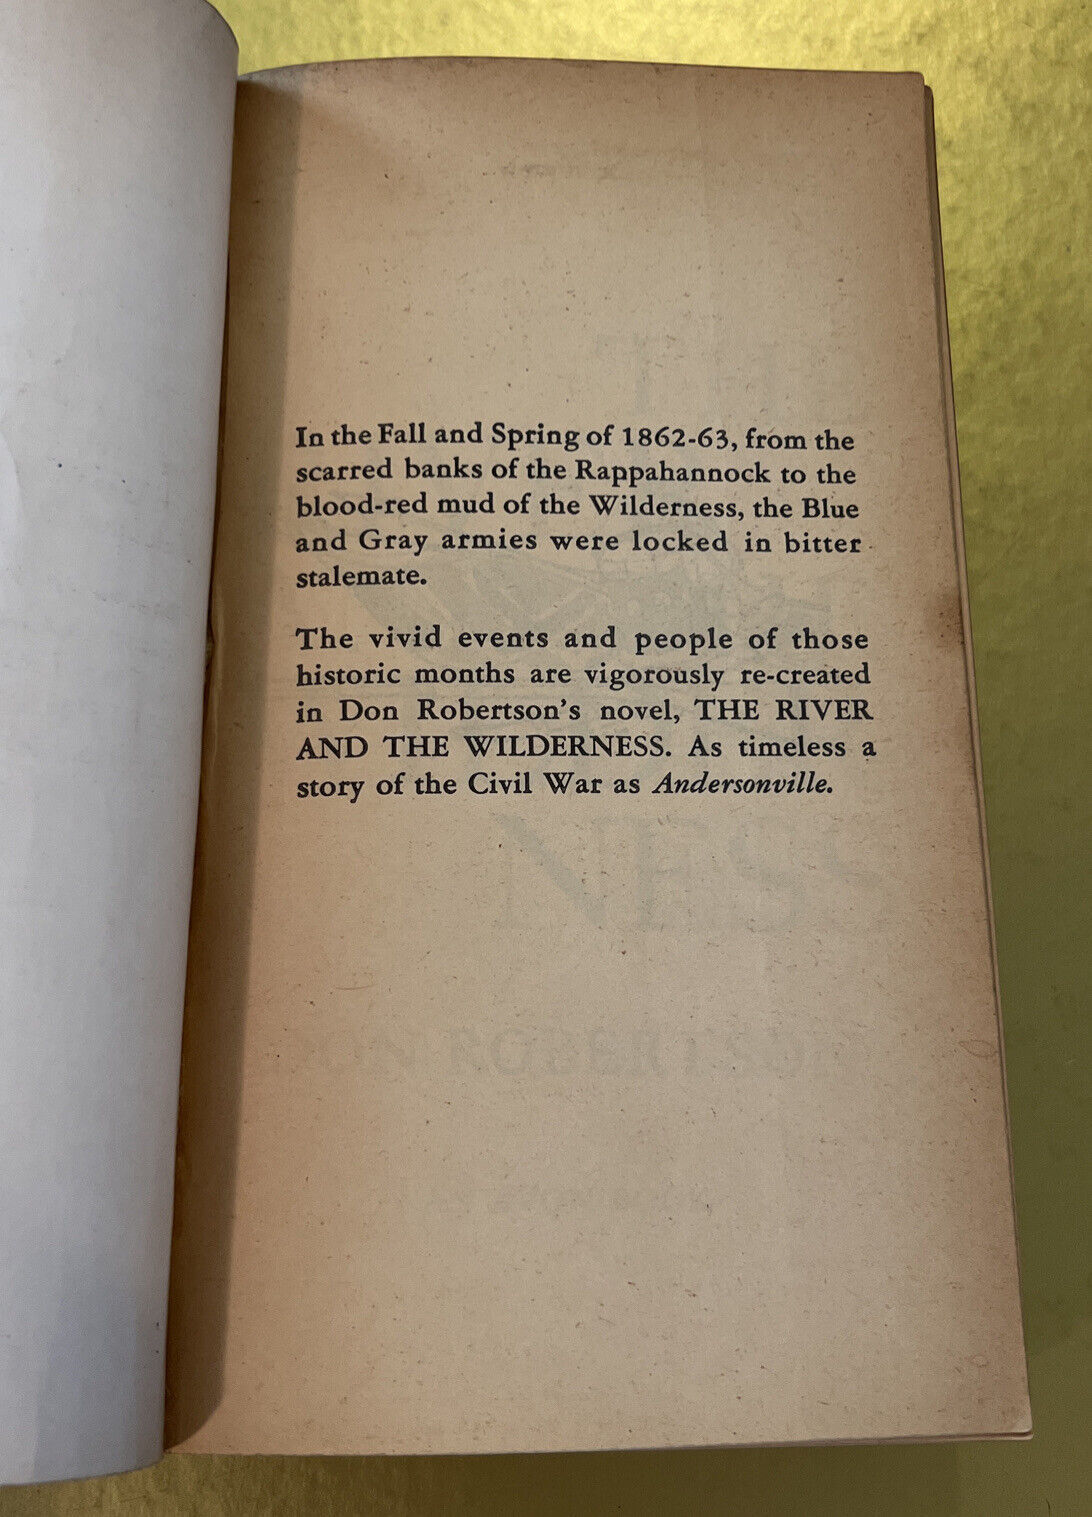 In the Fall and Spring of 1862-63, from the
scarred banks of the Rappahannock to the
blood-red mud of the Wilderness, the Blue
and Gray armies were locked in bitter
stalemate.
The vivid events and people of those
historic months are vigorously re-created
in Don Robertson's novel, THE RIVER
AND THE WILDERNESS. As timeless a
story of the Civil War as Andersonville.